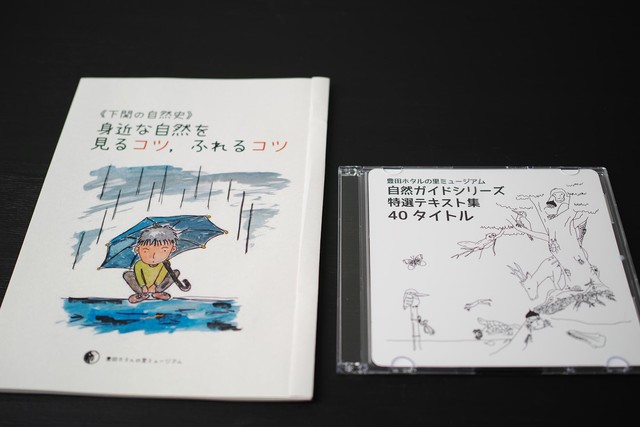 《下関の自然史》
身近な自然を
見るコツ，ふれるコツ
豊田ホタルの里ミュージアム
豊田ホタルの里ミュージアム
自然ガイドシリーズ
特選テキスト集
40 タイトル